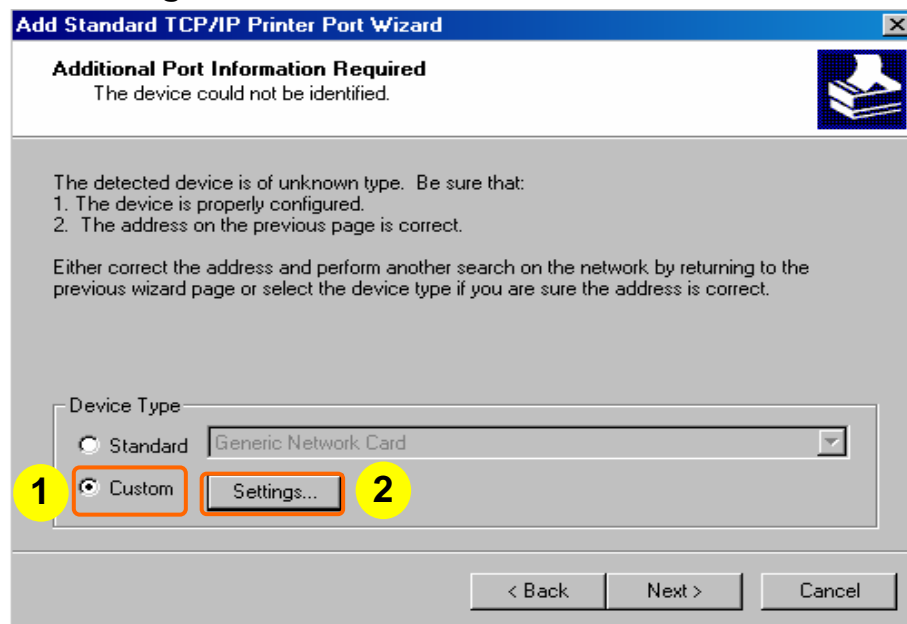 Add Standard TCP/IP Printer Port Wizard
Additional Port Information Required
The device could not be identified.
The detected device is of unknown type. Be sure that:
1. The device is properly configured.
2. The address on the previous page is correct.
Either correct the address and perform another search on the network by returning to the
previous wizard page or select the device type if you are sure the address is correct.
Device Type
Standard Generic Network Card
1 Custom Settings... 2
< Back Next > Cancel